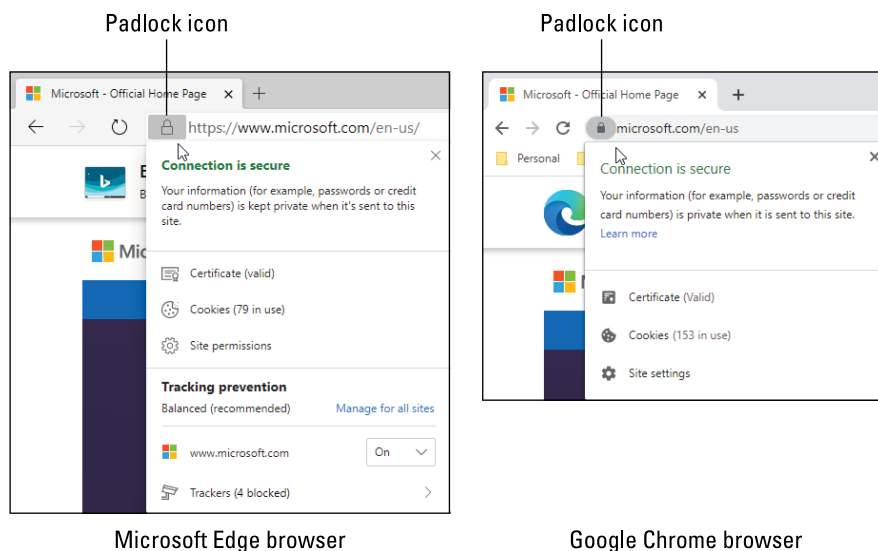 Padlock icon
Microsoft - Official Home Page
https://www.microsoft.com/en-us/
Connection is secure
Your information (for example, passwords or credit
card numbers) is kept private when it's sent to this
site.
Certificate (valid)
Cookies (79 in use)
Site permissions
Tracking prevention
Balanced (recommended) Manage for all sites
www.microsoft.com On
Trackers (4 blocked)
Microsoft Edge browser
Padlock icon
Microsoft - Official Home Page
microsoft.com/en-us
Personal
Connection is secure
Your information (for example, passwords or credit
card numbers) is private when it is sent to this site.
Learn more
Certificate (Valid)
Cookies (153 in use)
Site settings
Google Chrome browser